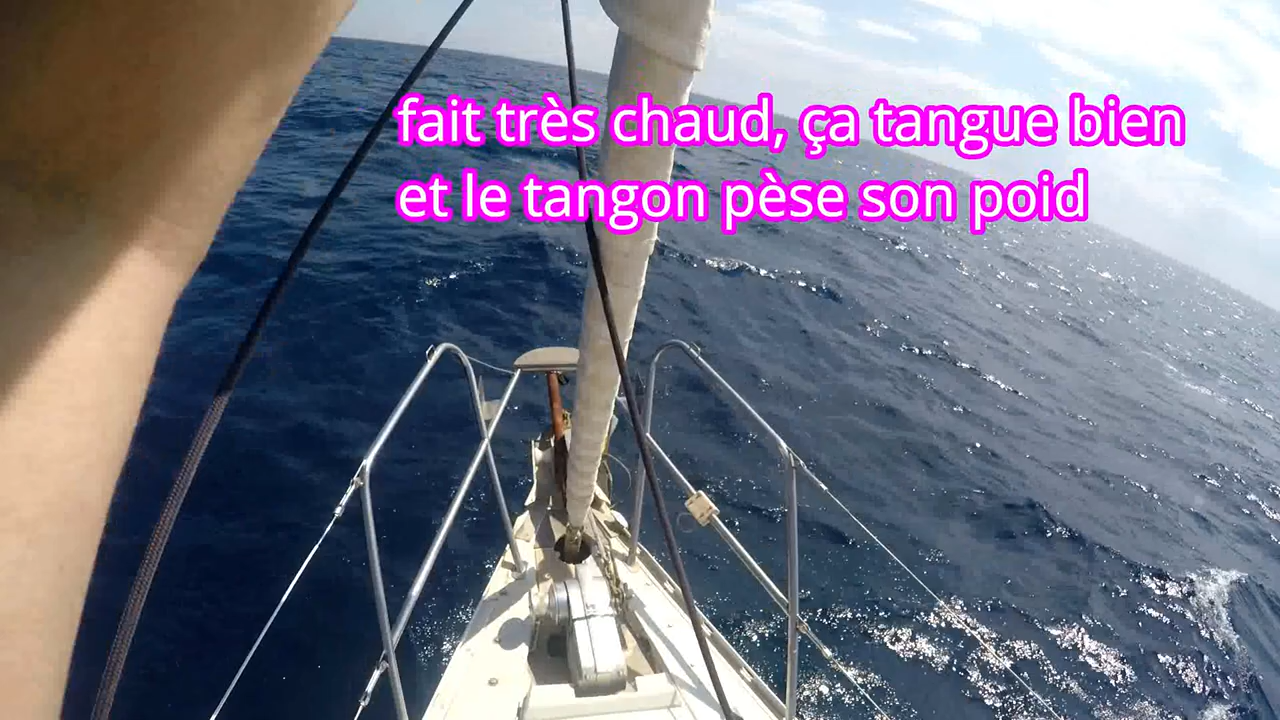 fait très chaud, ça tangue bien
et le tangon pèse son poid